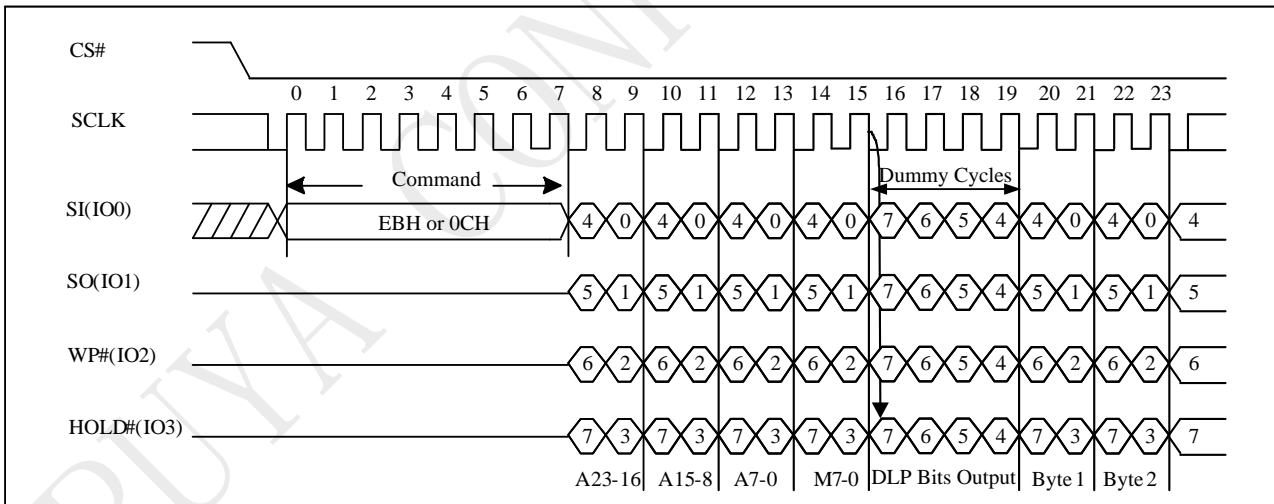 CS#
0 1 2 3 4 5 6 7 8 9 10 11 12 13 14 15 16 17 18 19 20 21 22 23
SCLK
Command
Dummy Cycles
SI(IO0)
EBH or 0CH
4 0 4 0 4 0 4 0 7 6 5 4 4 0 4 0 4
SO(IO1)
5 1 5 1 5 1 5 1 7 6 5 4 5 1 5 1 5
WP#(IO2)
6 2 6 2 6 2 6 2 7 6 5 4 6 2 6 2 6
HOLD#(IO3)
7 3 7 3 7 3 7 3 7 6 5 4 7 3 7 3 7
A23-16 A15-8 A7-0 M7-0 DLP Bits Output Byte 1 Byte 2
PUYA CONF